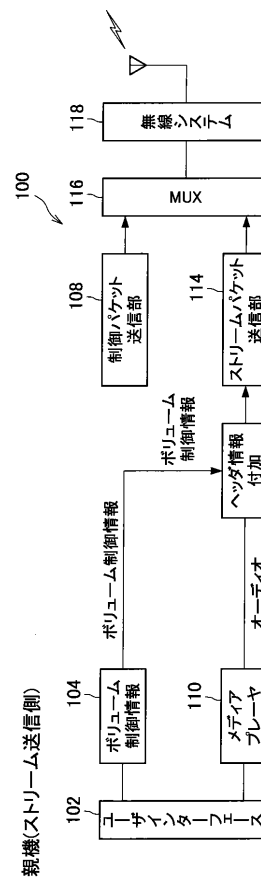 親機(ストリーム送信側)
100
102
ユーザインターフェース
104
ボリューム
制御情報
ボリューム制御情報
ボリューム
制御情報
108
制御パケット
送信部
110
メディア
プレーヤ
オーディオ
ヘッダ情報
付加
114
ストリームパケット
送信部
116
MUX
118
無線システム